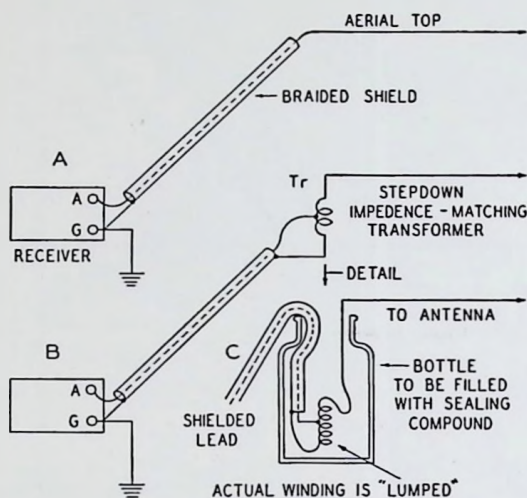 AERIAL TOP
BRAIDED SHIELD
A
A
G
RECEIVER
Tr
STEPDOWN
IMPEDENCE - MATCHING
TRANSFORMER
DETAIL
TO ANTENNA
B
C
A
G
SHIELDED
LEAD
BOTTLE
TO BE FILLED
WITH SEALING
COMPOUND
ACTUAL WINDING IS "LUMPED"